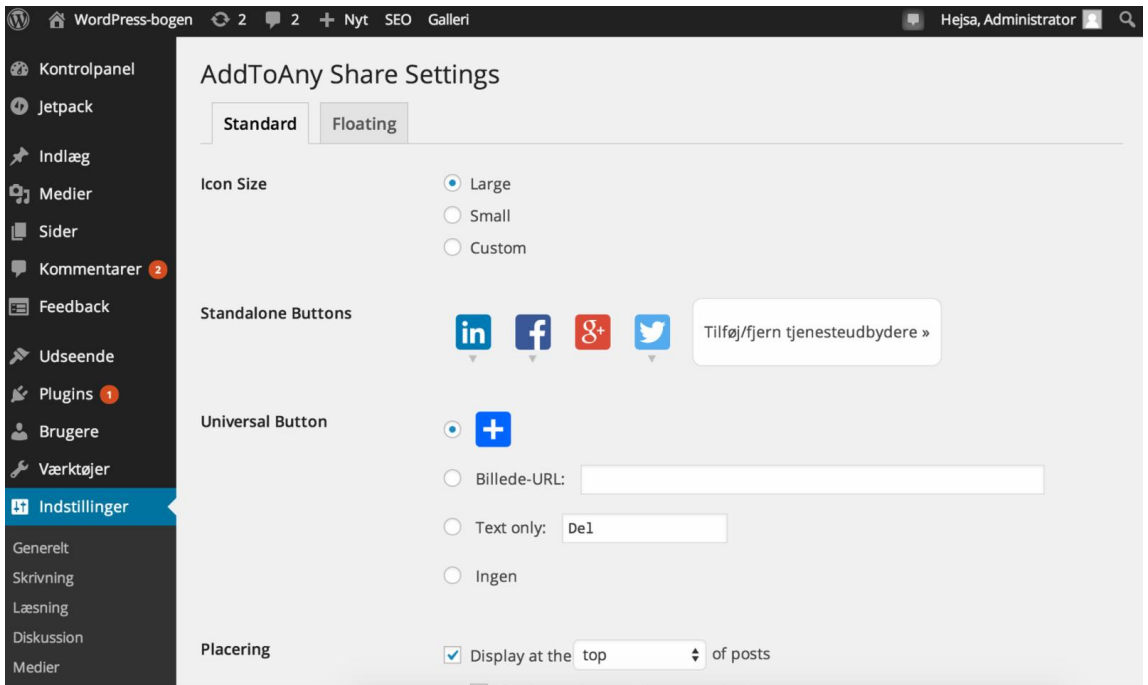 WordPress-bogen 2 2 + Nyt SEO Galleri Hejsa, Administrator
Kontrolpanel
Jetpack
Indlæg
Medier
Sider
Kommentarer 2
Feedback
Udseende
Plugins 1
Brugere
Værktøjer
Indstillinger
Generelt
Skrivning
Læsning
Diskussion
Medier
AddToAny Share Settings
Standard Floating
Icon Size
Large
Small
Custom
Standalone Buttons
in f g+ Tilføj/fjern tjenesteudbydere »
Universal Button
Billede-URL:
Text only: Del
Ingen
Placering
Display at the top of posts